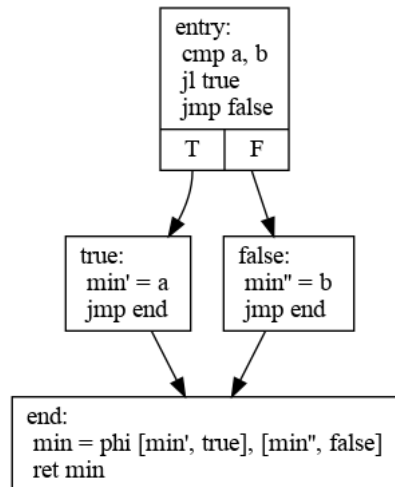 entry:
cmp a, b
jl true
jmp false
T F
true:
min' = a
jmp end
false:
min'' = b
jmp end
end:
min = phi [min', true], [min'', false]
ret min